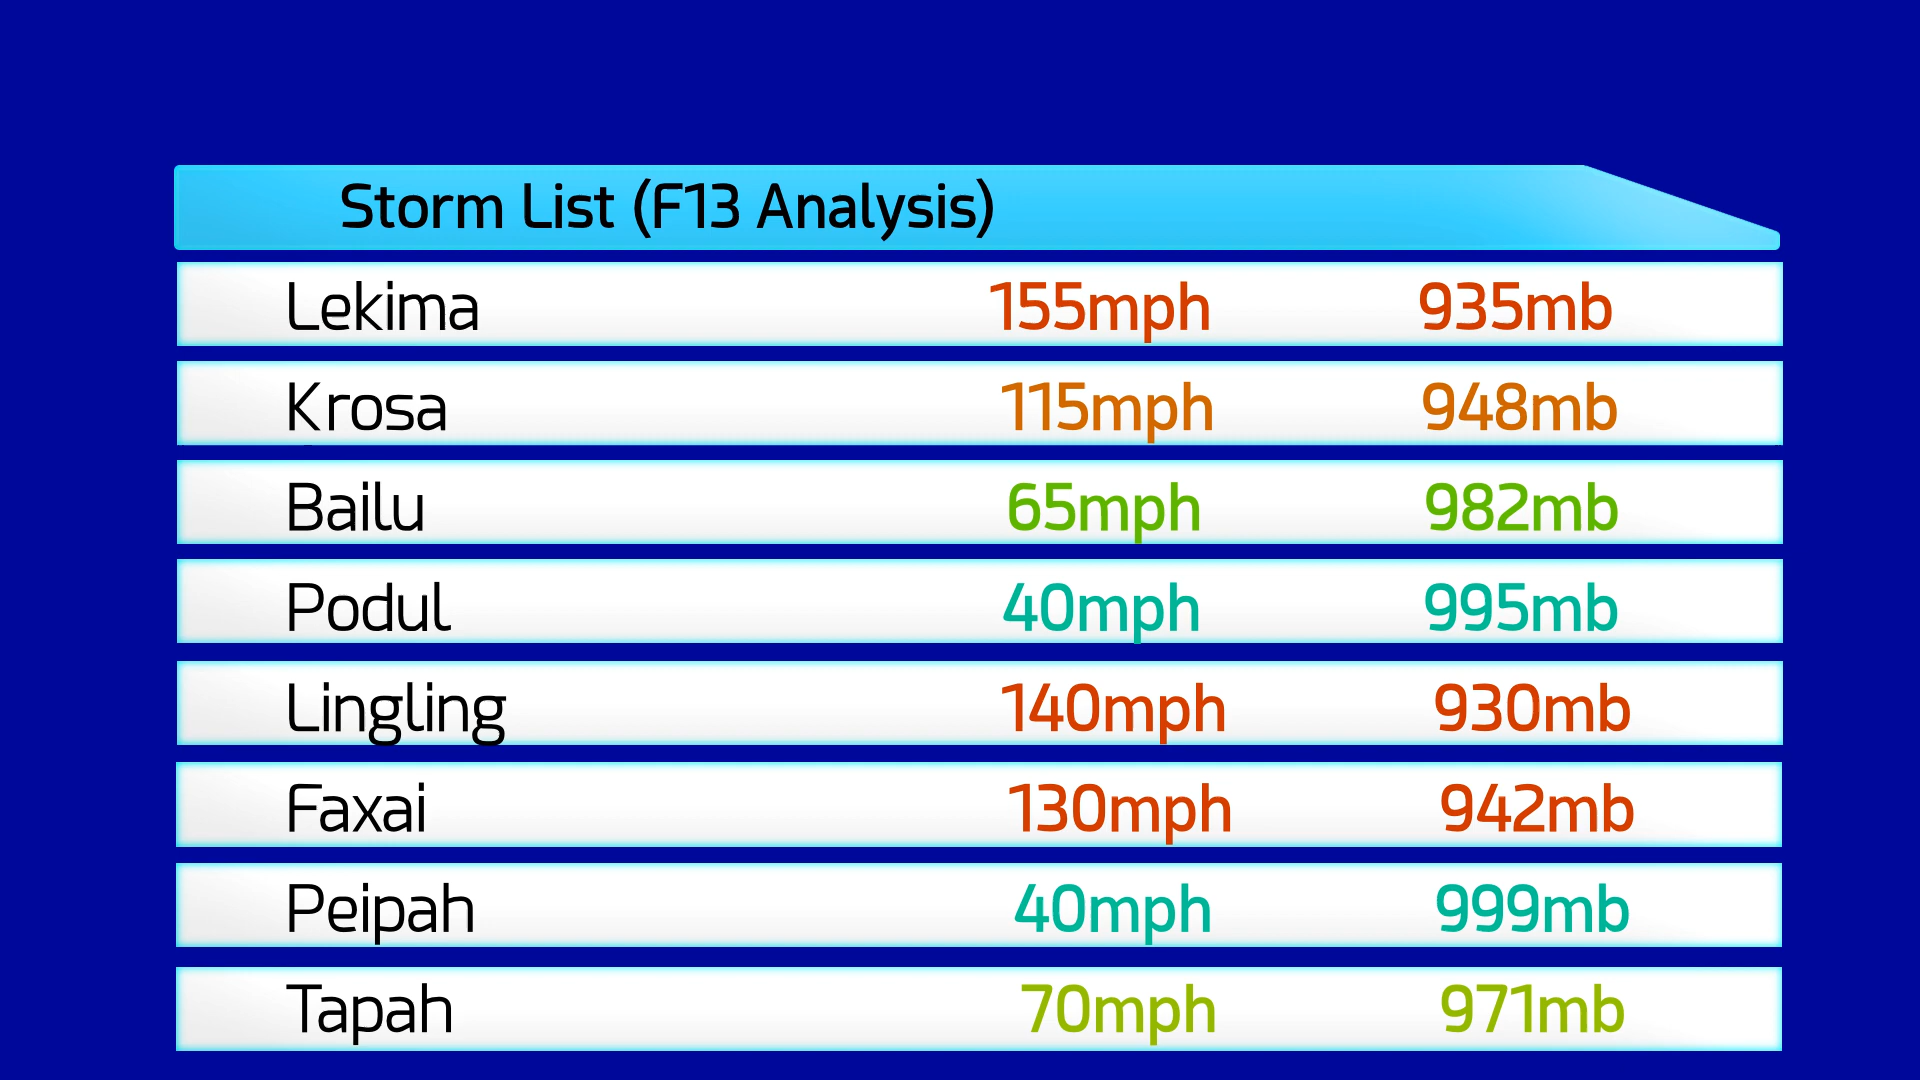 Storm List (F13 Analysis)
Lekima 155mph 935mb
Krosa 115mph 948mb
Bailu 65mph 982mb
Podul 40mph 995mb
Lingling 140mph 930mb
Faxai 130mph 942mb
Peipah 40mph 999mb
Tapah 70mph 971mb